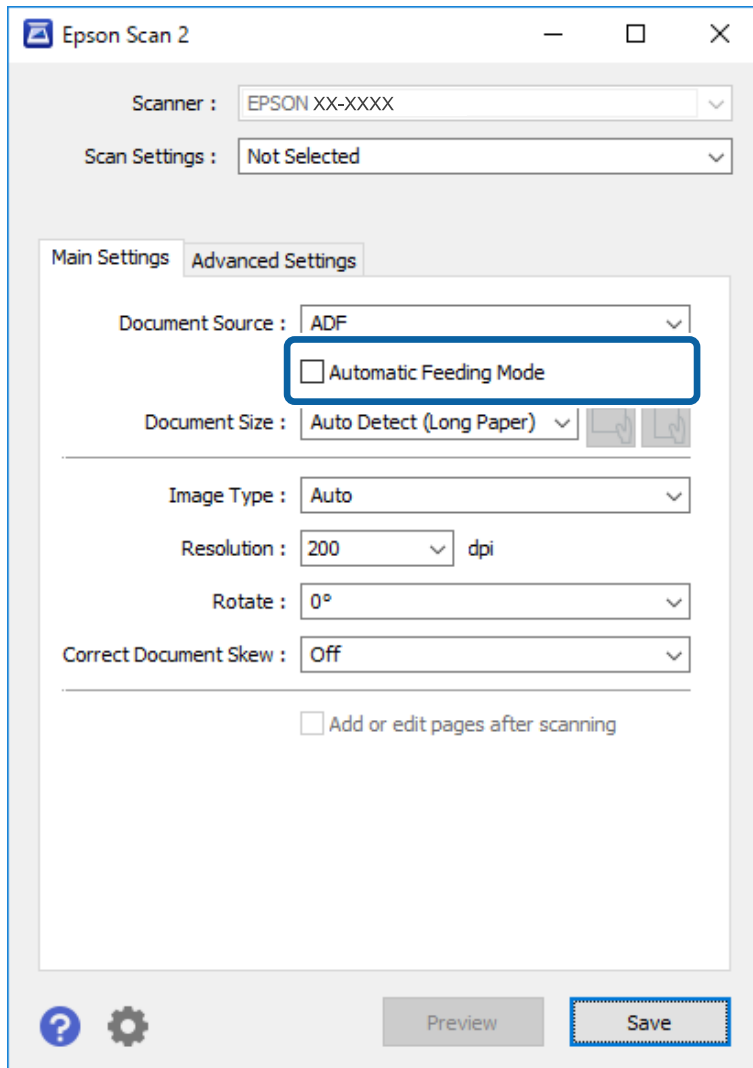 Epson Scan 2
Scanner : EPSON XX-XXXX
Scan Settings : Not Selected
Main Settings Advanced Settings
Document Source : ADF
Automatic Feeding Mode
Document Size : Auto Detect (Long Paper)
Image Type : Auto
Resolution : 200 dpi
Rotate : 0°
Correct Document Skew : Off
Add or edit pages after scanning
? Preview Save